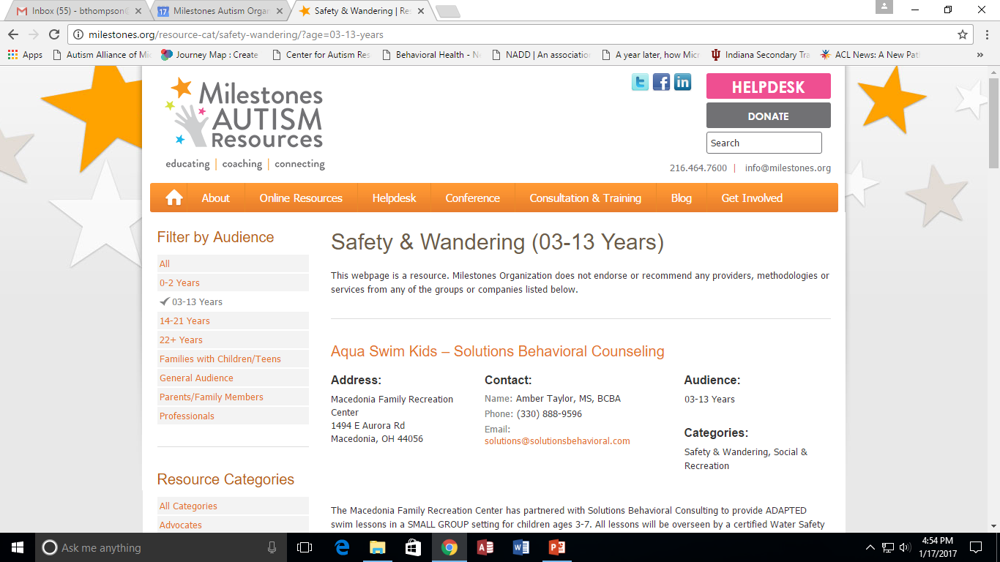 Inbox (55) - bthompson@
Milestones Autism Organ
Safety & Wandering | Re
milestones.org/resource-cat/safety-wandering/?age=03-13-years
Apps
Autism Alliance of Mic
Journey Map : Create
Center for Autism Res
Behavioral Health - N
NADD | An association
A year later, how Micr
Indiana Secondary Tra
ACL News: A New Pat
»
Milestones
AUTISM
Resources
educating | coaching | connecting
HELPDESK
DONATE
Search
216.464.7600 | info@milestones.org
About
Online Resources
Helpdesk
Conference
Consultation & Training
Blog
Get Involved
Filter by Audience
All
0-2 Years
03-13 Years
14-21 Years
22+ Years
Families with Children/Teens
General Audience
Parents/Family Members
Professionals
Resource Categories
All Categories
Advocates
Safety & Wandering (03-13 Years)
This webpage is a resource. Milestones Organization does not endorse or recommend any providers, methodologies or
services from any of the groups or companies listed below.
Aqua Swim Kids – Solutions Behavioral Counseling
Address:
Macedonia Family Recreation
Center
1494 E Aurora Rd
Macedonia, OH 44056
Contact:
Name: Amber Taylor, MS, BCBA
Phone: (330) 888-9596
Email:
solutions@solutionsbehavioral.com
Audience:
03-13 Years
Categories:
Safety & Wandering, Social &
Recreation
The Macedonia Family Recreation Center has partnered with Solutions Behavioral Consulting to provide ADAPTED
swim lessons in a SMALL GROUP setting for children ages 3-7. All lessons will be overseen by a certified Water Safety
Ask me anything
4:54 PM
1/17/2017